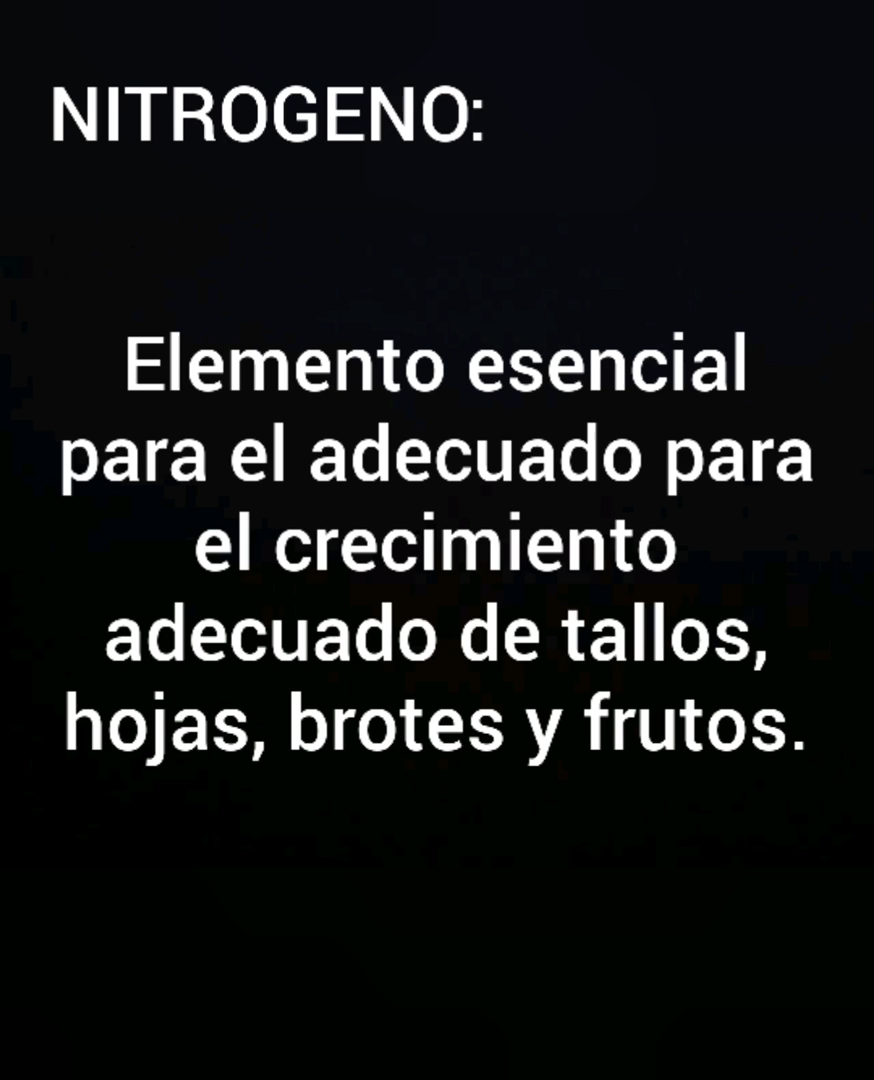 NITROGENO:
Elemento esencial
para el adecuado para
el crecimiento
adecuado de tallos,
hojas, brotes y frutos.